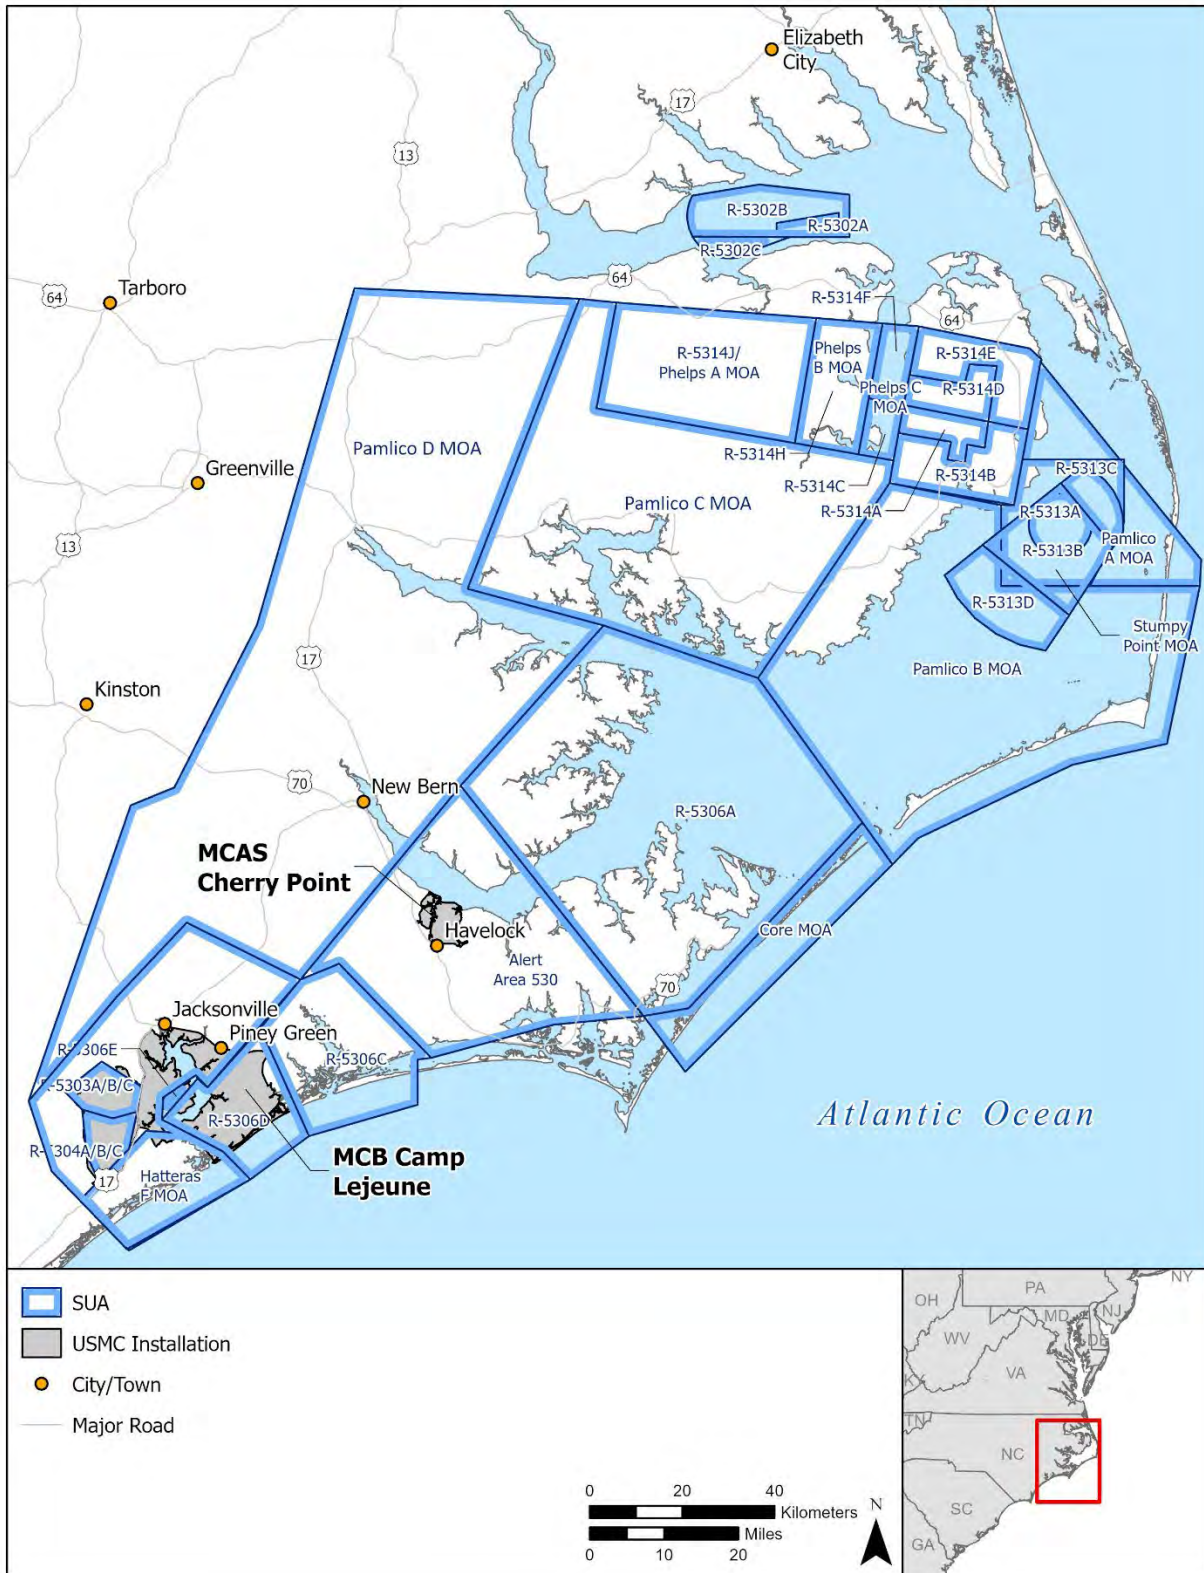 Elizabeth
City
17
13
R-5302B
R-5302A
R-5302C
64
Tarboro
64
R-5314F
64
R-5314J/
Phelps A MOA
Phelps
B MOA
R-5314E
Phelps C
MOA
R-5314D
Pamlico D MOA
Greenville
R-5314H
R-5314C
R-5314A
R-5314B
R-5313C
Pamlico C MOA
R-5313A
R-5313B
Pamlico
A MOA
13
R-5313D
Stumpy
Point MOA
17
Pamlico B MOA
Kinston
70
New Bern
R-5306A
MCAS
Cherry Point
Havelock
Core MOA
Alert
Area 530
70
Jacksonville
Piney Green
R-5306E
R-5306C
R-5303A/B/C
R-5306D
R-5304A/B/C
17
Hatteras
F MOA
MCB Camp
Lejeune
Atlantic Ocean
SUA
USMC Installation
City/Town
Major Road
0 20 40
Kilometers
Miles
0 10 20
N
NY
PA
OH
NJ
MD
DE
WV
VA
KY
TN
NC
SC
GA